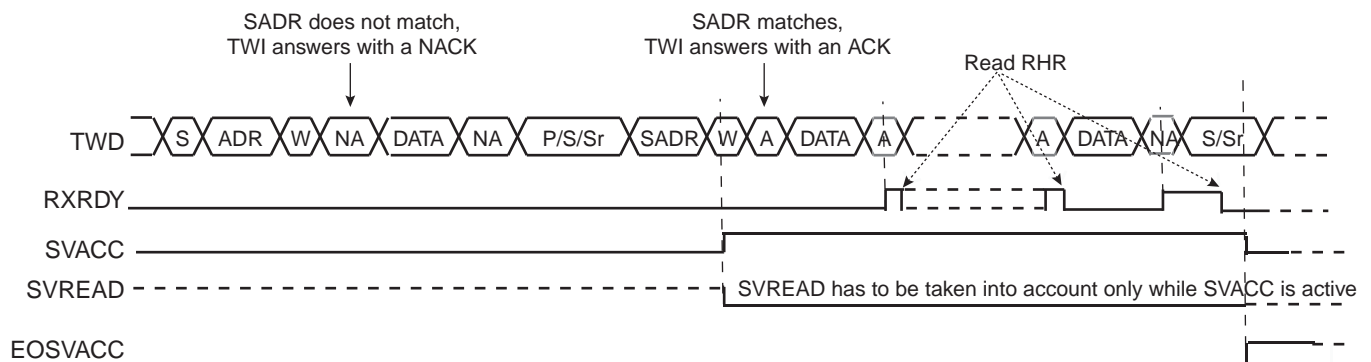 SADR does not match,
TWI answers with a NACK
SADR matches,
TWI answers with an ACK
Read RHR
TWD S ADR W NA DATA NA P/S/Sr SADR W A DATA A A DATA NA S/Sr
RXRDY
SVACC
SVREAD SVREAD has to be taken into account only while SVACC is active
EOSVACC